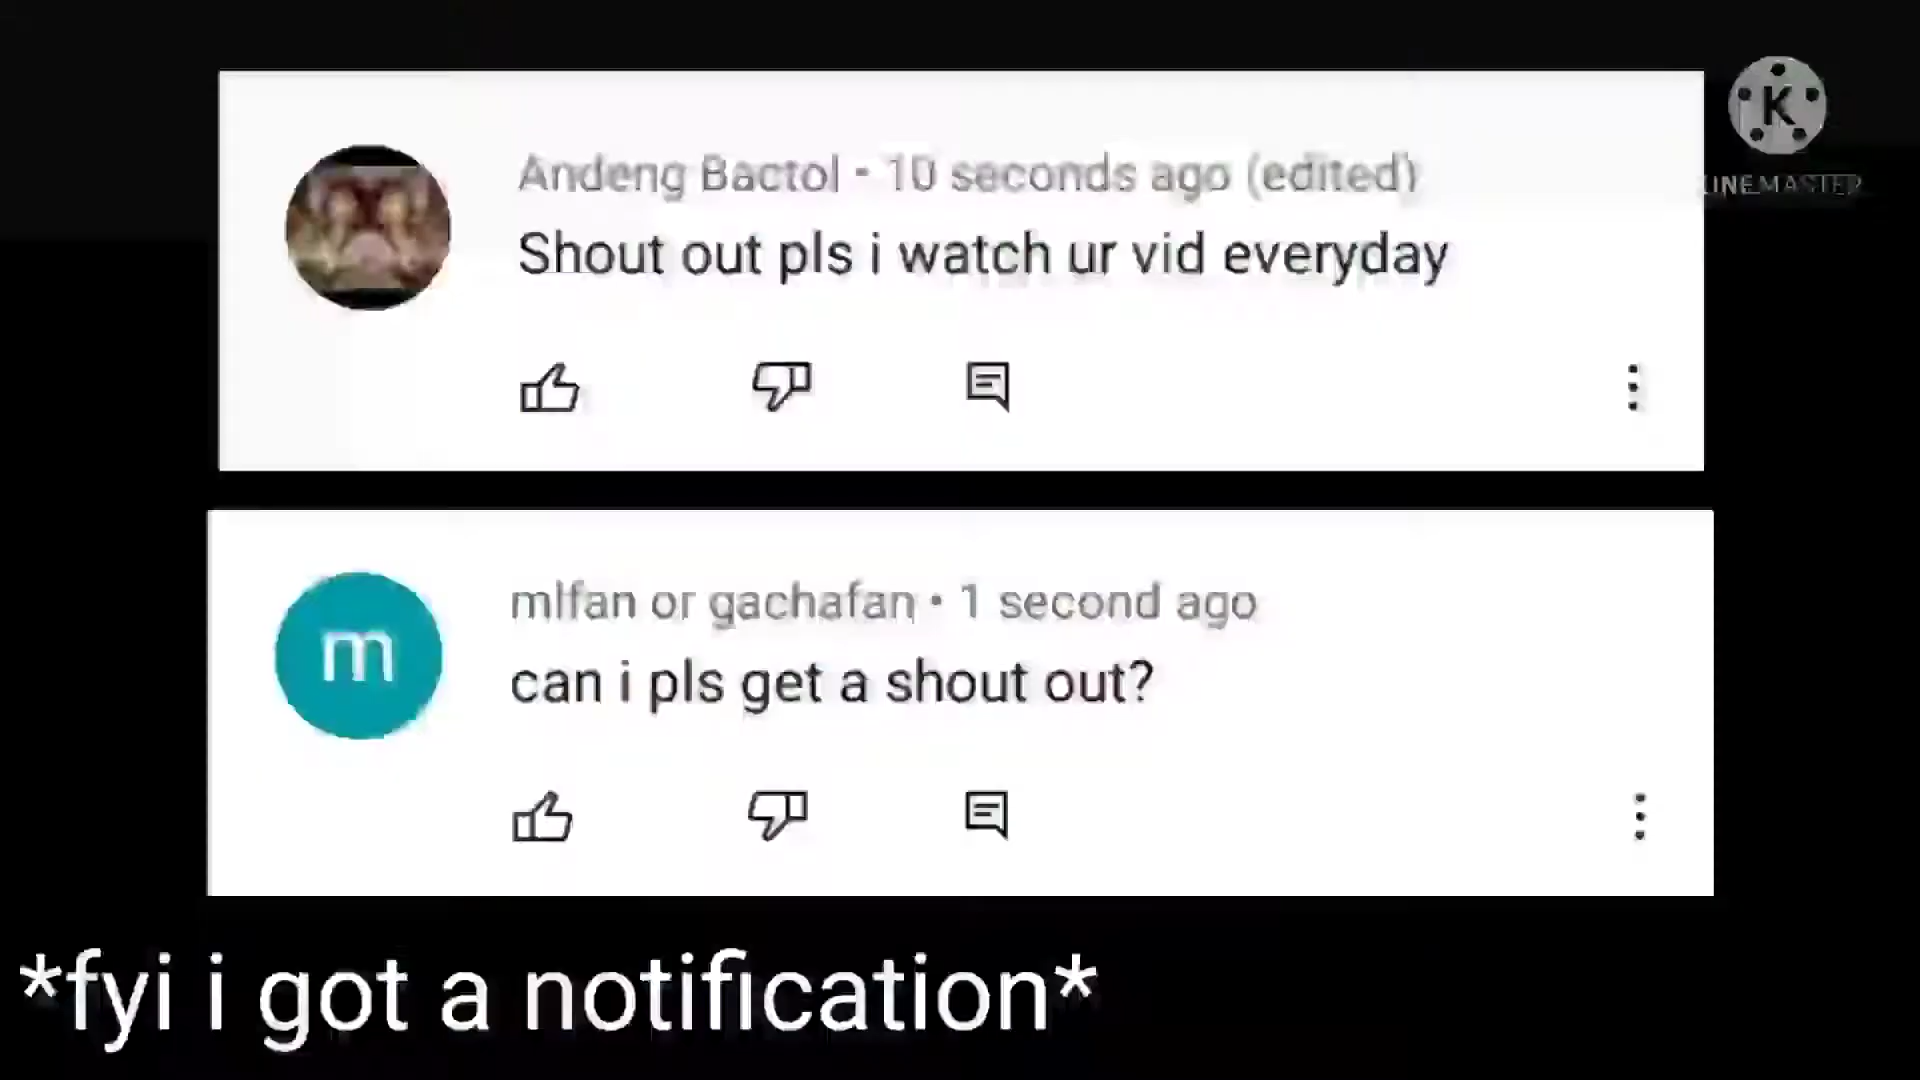 K
INEMASTER
Andeng Bactol • 10 seconds ago (edited)
Shout out pls i watch ur vid everyday
m
mlfan or gachafan • 1 second ago
can i pls get a shout out?
*fyi i got a notification*